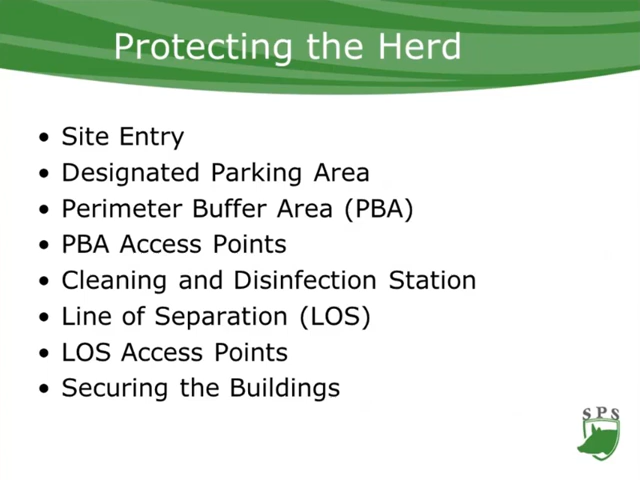 Protecting the Herd
• Site Entry
• Designated Parking Area
• Perimeter Buffer Area (PBA)
• PBA Access Points
• Cleaning and Disinfection Station
• Line of Separation (LOS)
• LOS Access Points
• Securing the Buildings
SPS